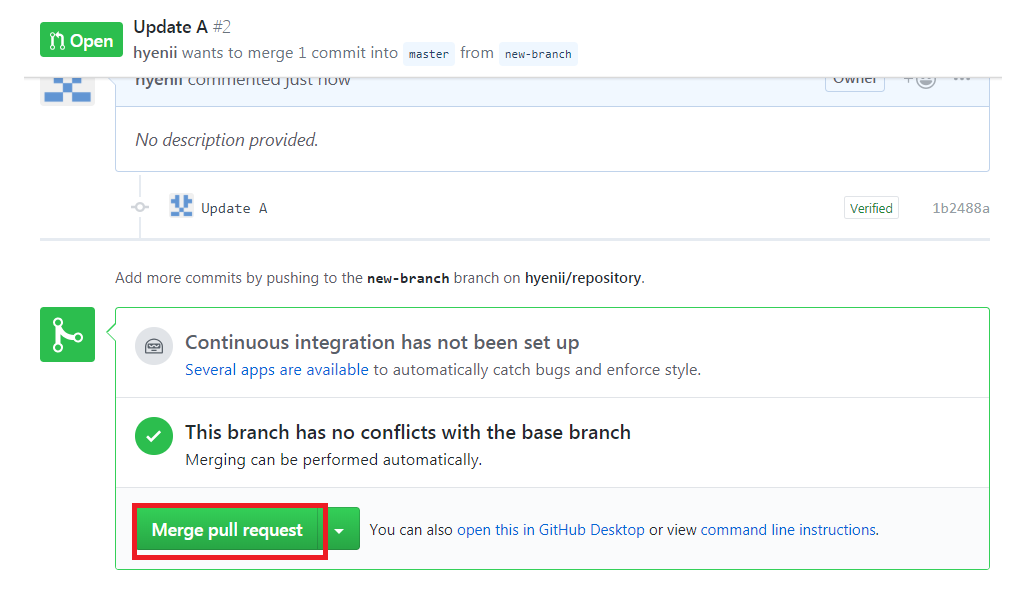 Open
Update A #2
hyenii wants to merge 1 commit into master from new-branch
hyenii commented just now
Owner
No description provided.
Update A
Verified
1b2488a
Add more commits by pushing to the new-branch branch on hyenii/repository.
Continuous integration has not been set up
Several apps are available to automatically catch bugs and enforce style.
This branch has no conflicts with the base branch
Merging can be performed automatically.
Merge pull request
You can also open this in GitHub Desktop or view command line instructions.